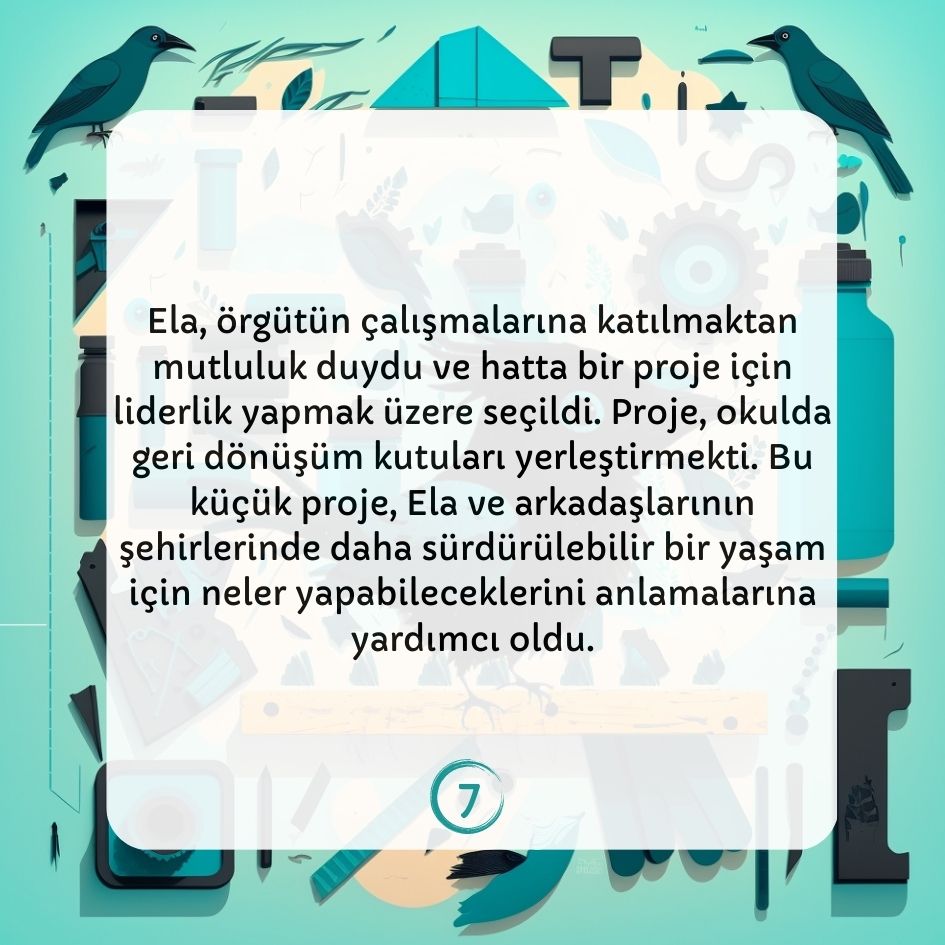 Ela, örgütün çalışmalarına katılmaktan
mutluluk duydu ve hatta bir proje için
liderlik yapmak üzere seçildi. Proje, okulda
geri dönüşüm kutuları yerleştirmekti. Bu
küçük proje, Ela ve arkadaşlarının
şehirlerinde daha sürdürülebilir bir yaşam
için neler yapabileceklerini anlamalarına
yardımcı oldu.
7